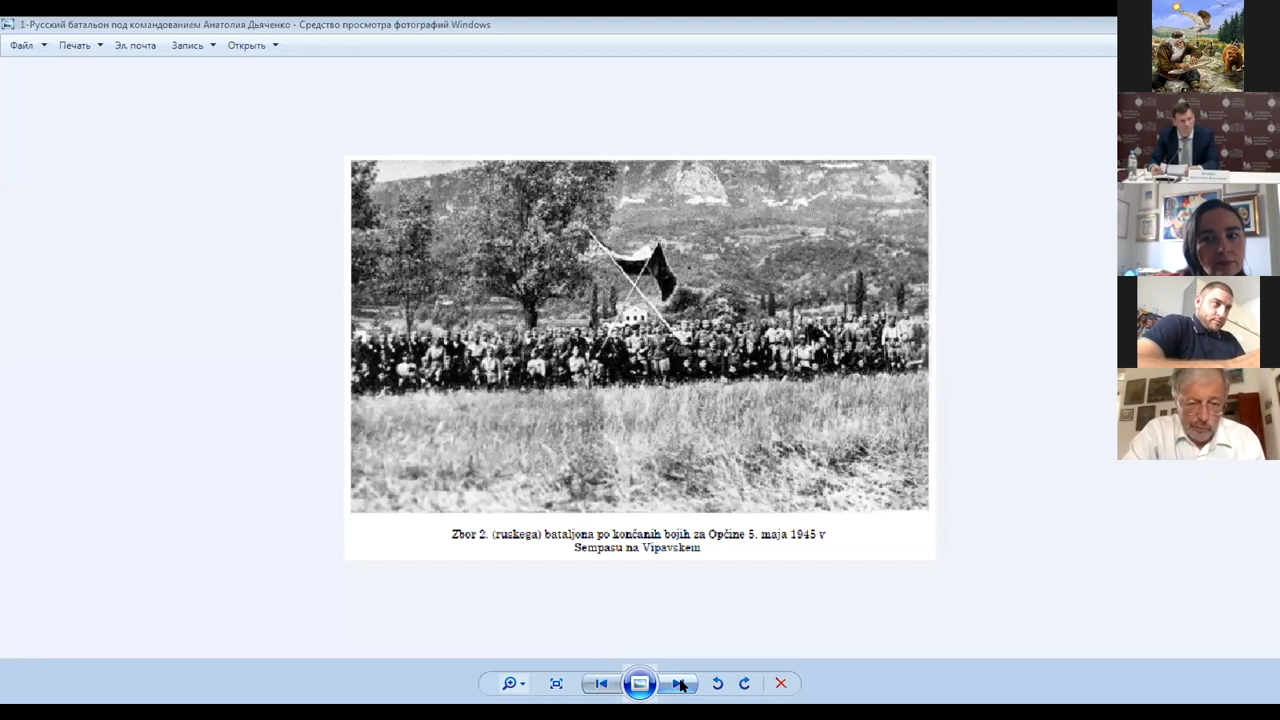 1-Русский батальон под командованием Анатолия Дьяченко - Средство просмотра фотографий Windows
Файл Печать Эл. почта Запись Открыть
Zbor 2. (ruskega) bataljona po končanih bojih za Opčine 5. maja 1945 v
Sempasu na Vipavskem